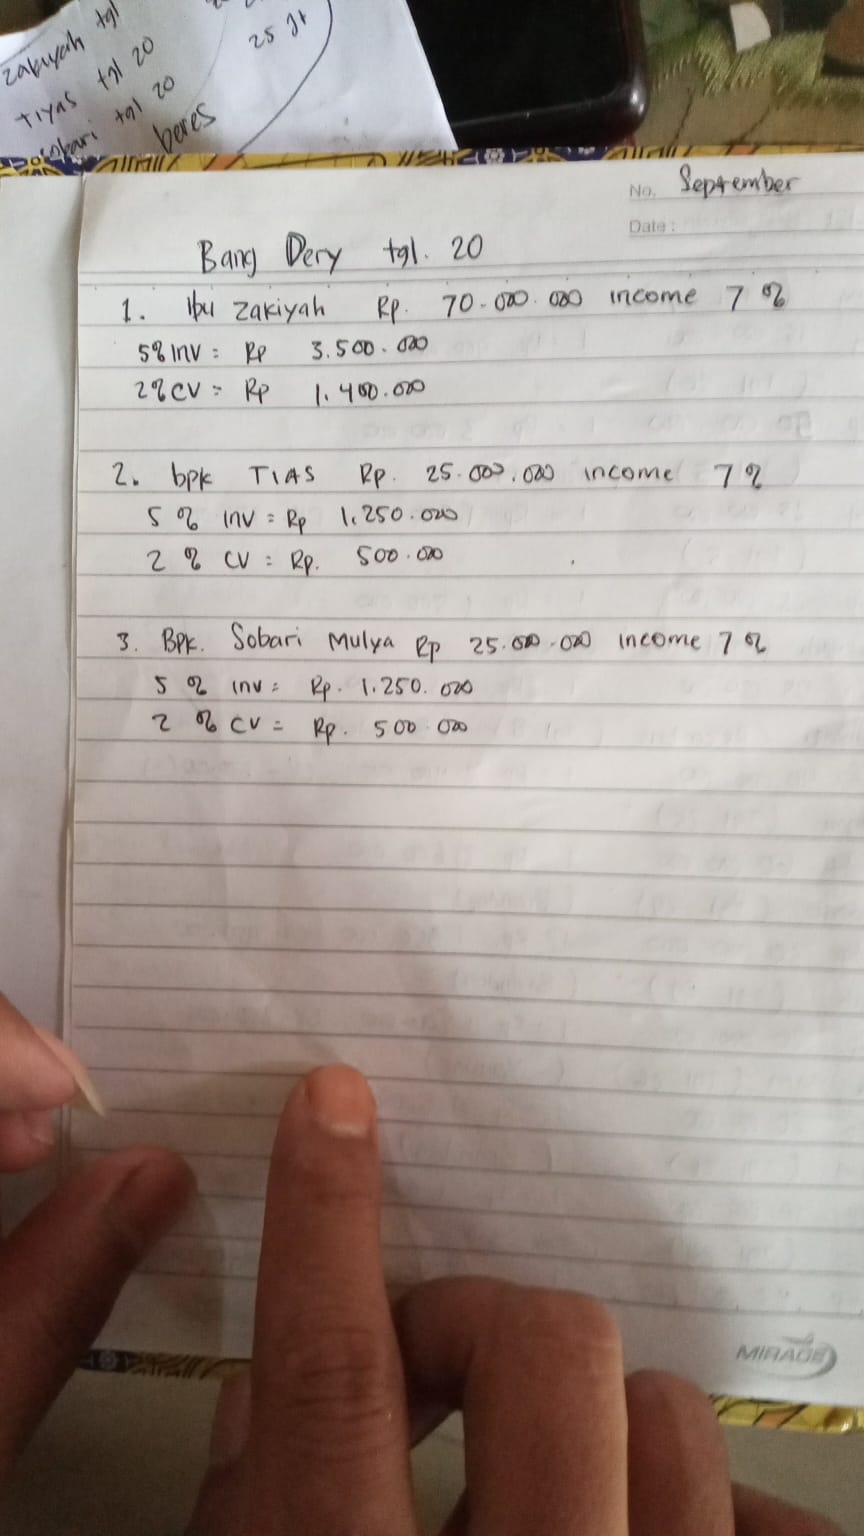 zakiyah tgl
TIyas tgl 20
sobari tgl 20
beres
25 Jt
No. September
Date :
Bang Dery tgl. 20
1. Ibu Zakiyah Rp. 70.000.000 income 7 %
5% INV = Rp 3.500.000
2% CV = Rp 1.400.000
2. bpk TIAS Rp. 25.000.000 income 7 %
5 % INV = Rp 1.250.000
2 % CV = Rp. 500.000
3. Bpk. Sobari Mulya Rp 25.000.000 income 7 %
5 % INV = Rp. 1.250.000
2 % CV = Rp. 500.000
MIRAGE